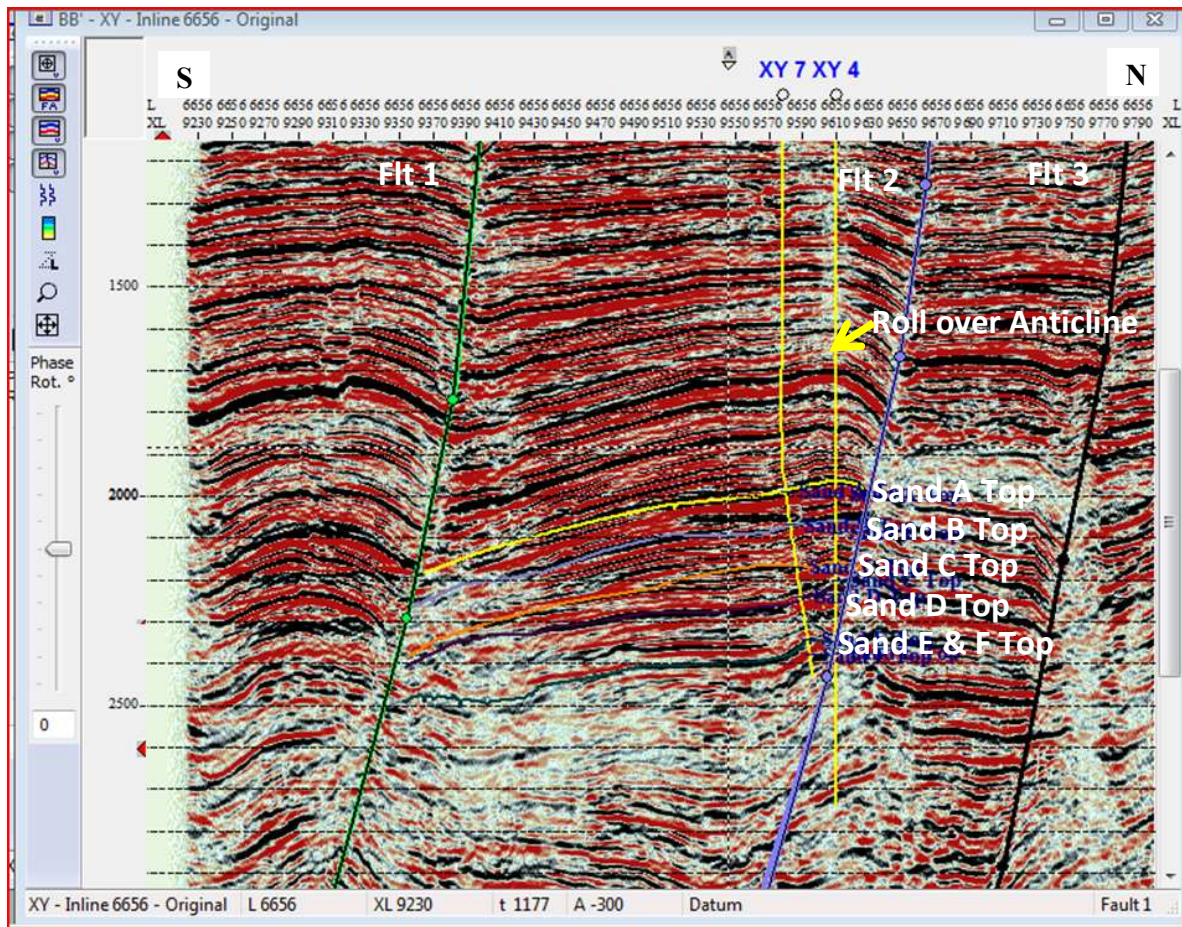 BB' - XY - Inline 6656 - Original
S
N
XY 7 XY 4
L 6656 6656 6656 6656 6656 6656 6656 6656 6656 6656 6656 6656 6656 6656 6656 6656 6656 6656 6656 6656 6656 6656 6656 6656 6656 6656 6656 6656 6656 L
XL 9230 9250 9270 9290 9310 9330 9350 9370 9390 9410 9430 9450 9470 9490 9510 9530 9550 9570 9590 9610 9630 9650 9670 9690 9710 9730 9750 9770 9790 XL
FA
Phase
Rot. °
0
Flt 1
Flt 2
Flt 3
1500
Roll over Anticline
2000
Sand A Top
Sand B Top
Sand C Top
Sand D Top
Sand E & F Top
2500
XY - Inline 6656 - Original L 6656 XL 9230 t 1177 A -300 Datum Fault 1